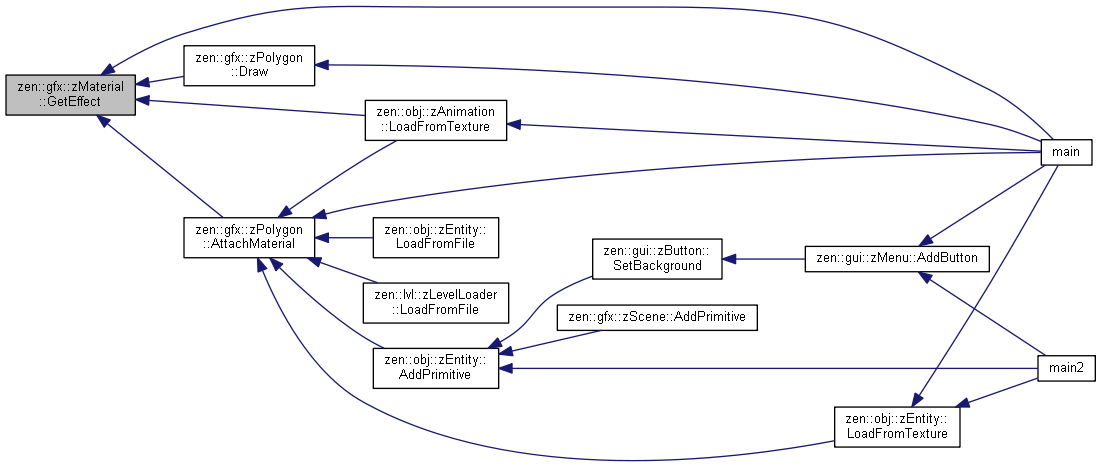 zen::gfx::zMaterial
::GetEffect
zen::gfx::zPolygon
::Draw
zen::obj::zAnimation
::LoadFromTexture
main
zen::gfx::zPolygon
::AttachMaterial
zen::obj::zEntity::
LoadFromFile
zen::gui::zButton::
SetBackground
zen::gui::zMenu::AddButton
zen::lvl::zLevelLoader
::LoadFromFile
zen::gfx::zScene::AddPrimitive
zen::obj::zEntity::
AddPrimitive
main2
zen::obj::zEntity::
LoadFromTexture